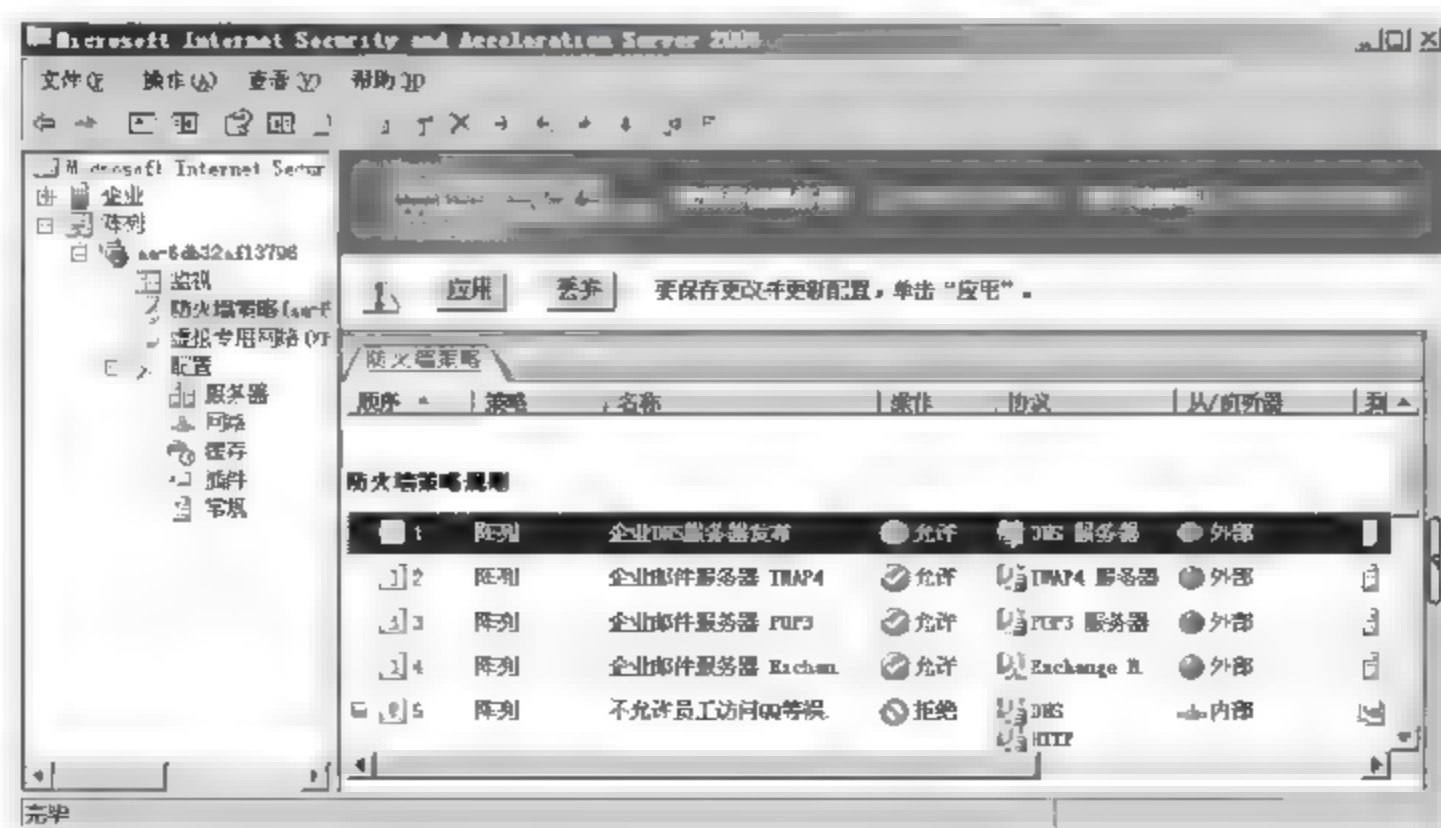 Microsoft Internet Security and Acceleration Server 2006
文件(F) 操作(A) 查看(V) 帮助(H)
Microsoft Internet Secur
企业
阵列
监视
防火墙策略
虚拟专用网络
配置
服务器
网络
缓存
插件
常规
应用 丢弃 要保存更改并更新配置，单击“应用”。
防火墙策略
顺序 策略 名称 操作 协议 从/侦听器 到
防火墙策略规则
1 阵列 企业DNS服务器发布 允许 DNS 服务器 外部
2 阵列 企业邮件服务器 IMAP4 允许 IMAP4 服务器 外部
3 阵列 企业邮件服务器 POP3 允许 POP3 服务器 外部
4 阵列 企业邮件服务器 Exchan 允许 Exchange 外部
5 阵列 不允许员工访问QQ等娱 拒绝 DNS 内部
HTTP
完毕